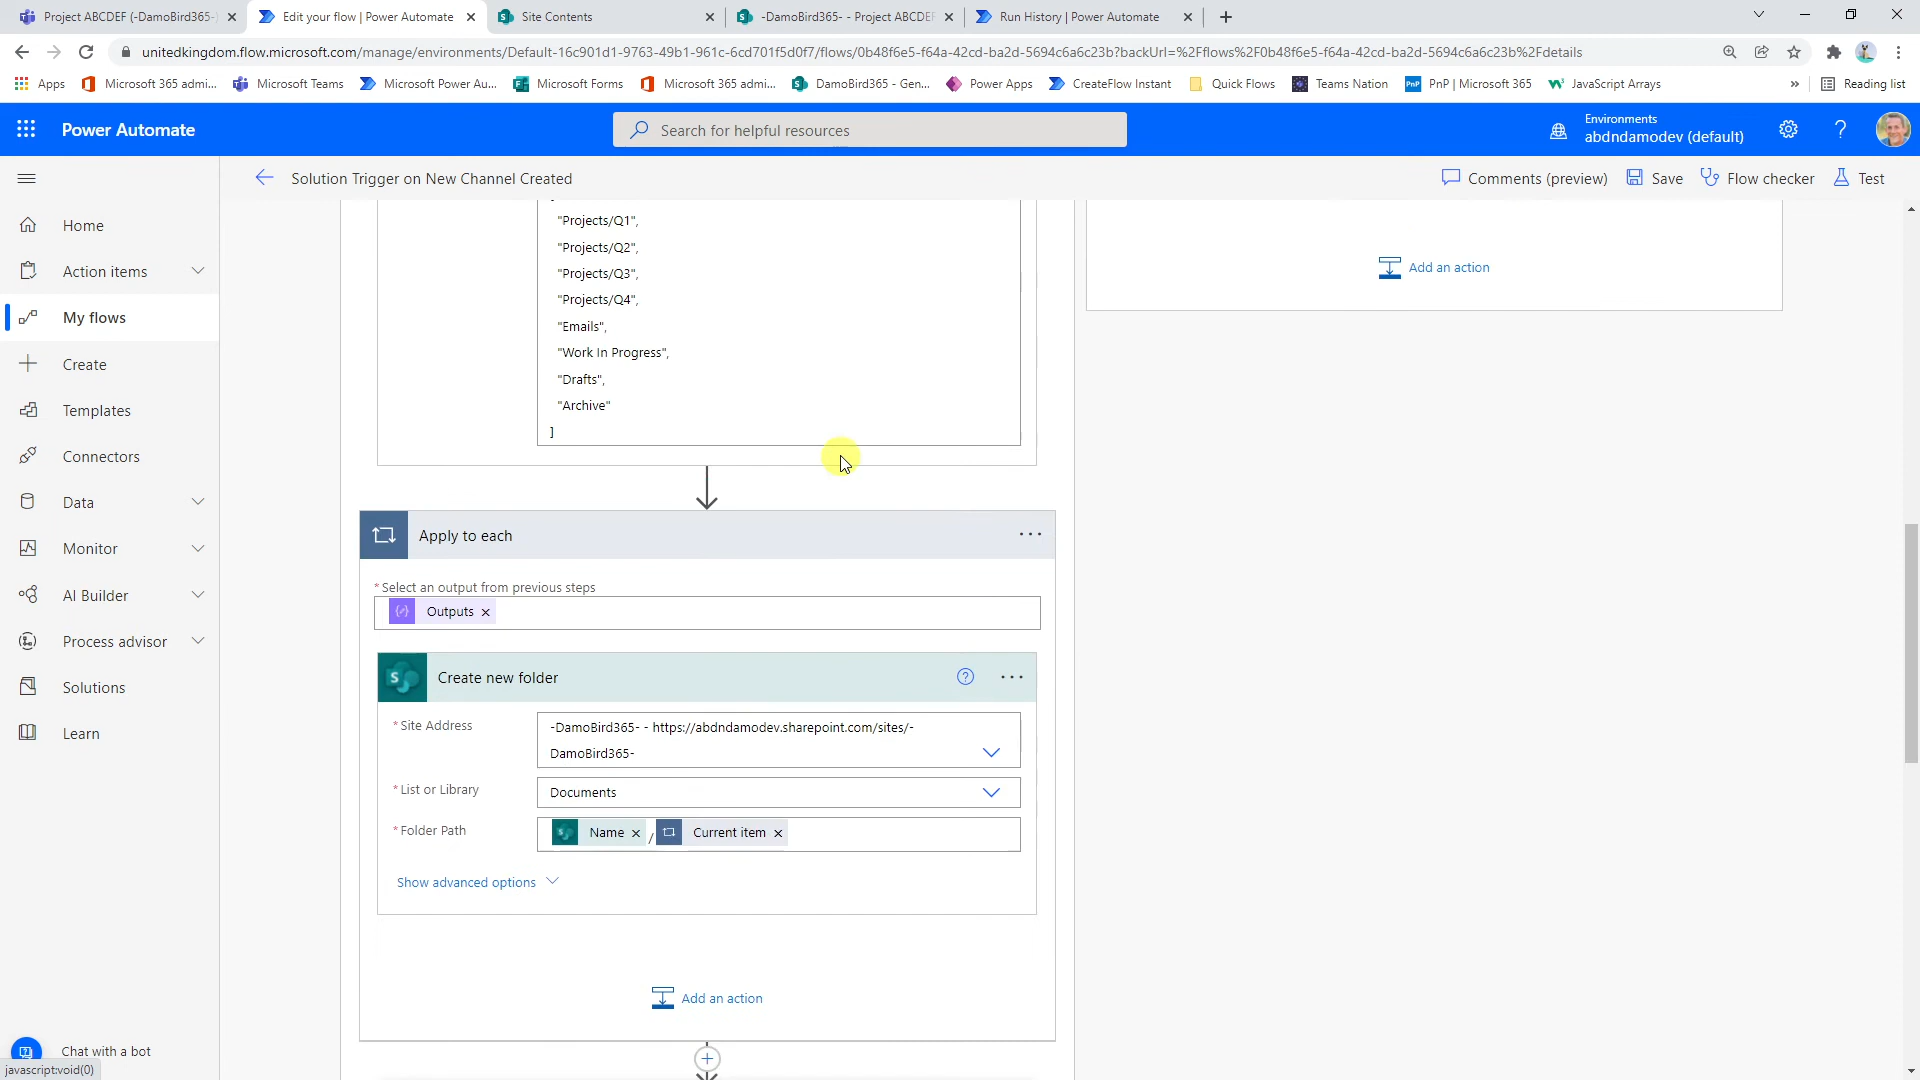 Project ABCDEF (-DamoBird365-
Edit your flow | Power Automate
Site Contents
-DamoBird365- - Project ABCDEF
Run History | Power Automate
unitedkingdom.flow.microsoft.com/manage/environments/Default-16c901d1-9763-49b1-961c-6cd701f5d0f7/flows/0b48f6e5-f64a-42cd-ba2d-5694c6a6c23b?backUrl=%2Fflows%2F0b48f6e5-f64a-42cd-ba2d-5694c6a6c23b%2Fdetails
Apps
Microsoft 365 admi...
Microsoft Teams
Microsoft Power Au...
Microsoft Forms
Microsoft 365 admi...
DamoBird365 - Gen...
Power Apps
CreateFlow Instant
Quick Flows
Teams Nation
PnP | Microsoft 365
JavaScript Arrays
»
Reading list
Power Automate
Search for helpful resources
Environments
abdndamodev (default)
Solution Trigger on New Channel Created
Comments (preview)
Save
Flow checker
Test
Home
Action items
My flows
Create
Templates
Connectors
Data
Monitor
AI Builder
Process advisor
Solutions
Learn
Chat with a bot
javascript:void(0)
"Projects/Q1",
"Projects/Q2",
"Projects/Q3",
"Projects/Q4",
"Emails",
"Work In Progress",
"Drafts",
"Archive"
]
Add an action
Apply to each
* Select an output from previous steps
Outputs
Create new folder
* Site Address
-DamoBird365- - https://abdndamodev.sharepoint.com/sites/-
DamoBird365-
* List or Library
Documents
* Folder Path
Name / Current item
Show advanced options
Add an action